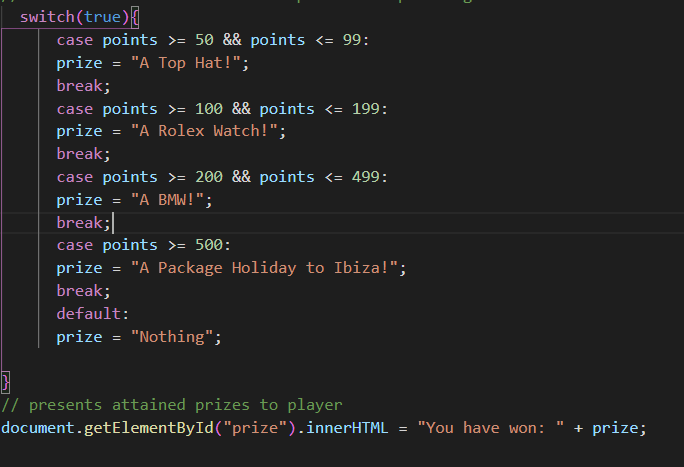 switch(true){
case points >= 50 && points <= 99:
prize = "A Top Hat!";
break;
case points >= 100 && points <= 199:
prize = "A Rolex Watch!";
break;
case points >= 200 && points <= 499:
prize = "A BMW!";
break;
case points >= 500:
prize = "A Package Holiday to Ibiza!";
break;
default:
prize = "Nothing";
}
// presents attained prizes to player
document.getElementById("prize").innerHTML = "You have won: " + prize;